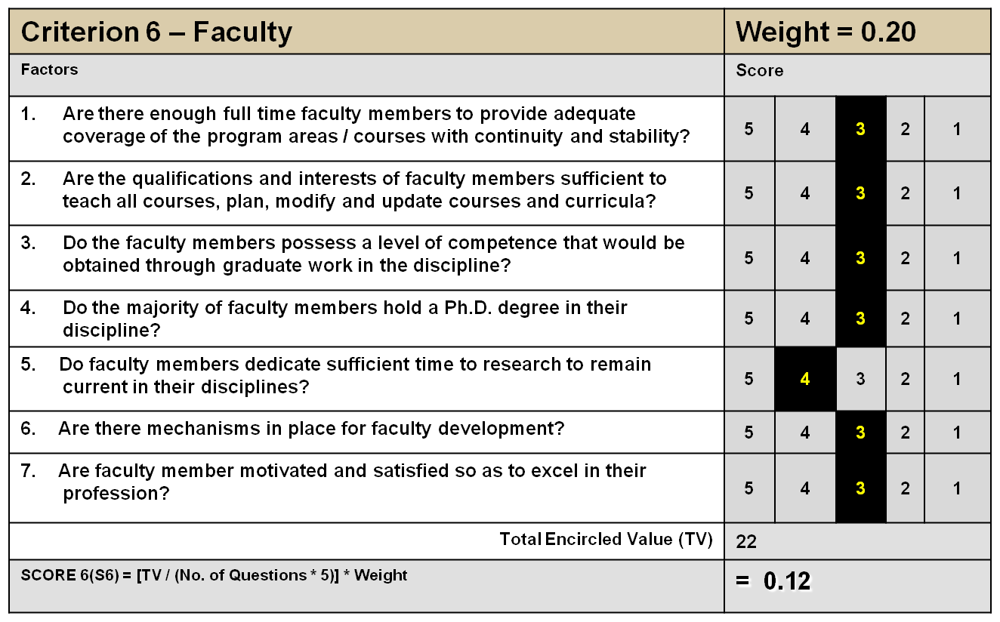 Criterion 6 – Faculty Weight = 0.20
Factors Score
1. Are there enough full time faculty members to provide adequate
coverage of the program areas / courses with continuity and stability?
5 4 3 2 1
2. Are the qualifications and interests of faculty members sufficient to
teach all courses, plan, modify and update courses and curricula?
5 4 3 2 1
3. Do the faculty members possess a level of competence that would be
obtained through graduate work in the discipline?
5 4 3 2 1
4. Do the majority of faculty members hold a Ph.D. degree in their
discipline?
5 4 3 2 1
5. Do faculty members dedicate sufficient time to research to remain
current in their disciplines?
5 4 3 2 1
6. Are there mechanisms in place for faculty development?
5 4 3 2 1
7. Are faculty member motivated and satisfied so as to excel in their
profession?
5 4 3 2 1
Total Encircled Value (TV) 22
SCORE 6(S6) = [TV / (No. of Questions * 5)] * Weight = 0.12